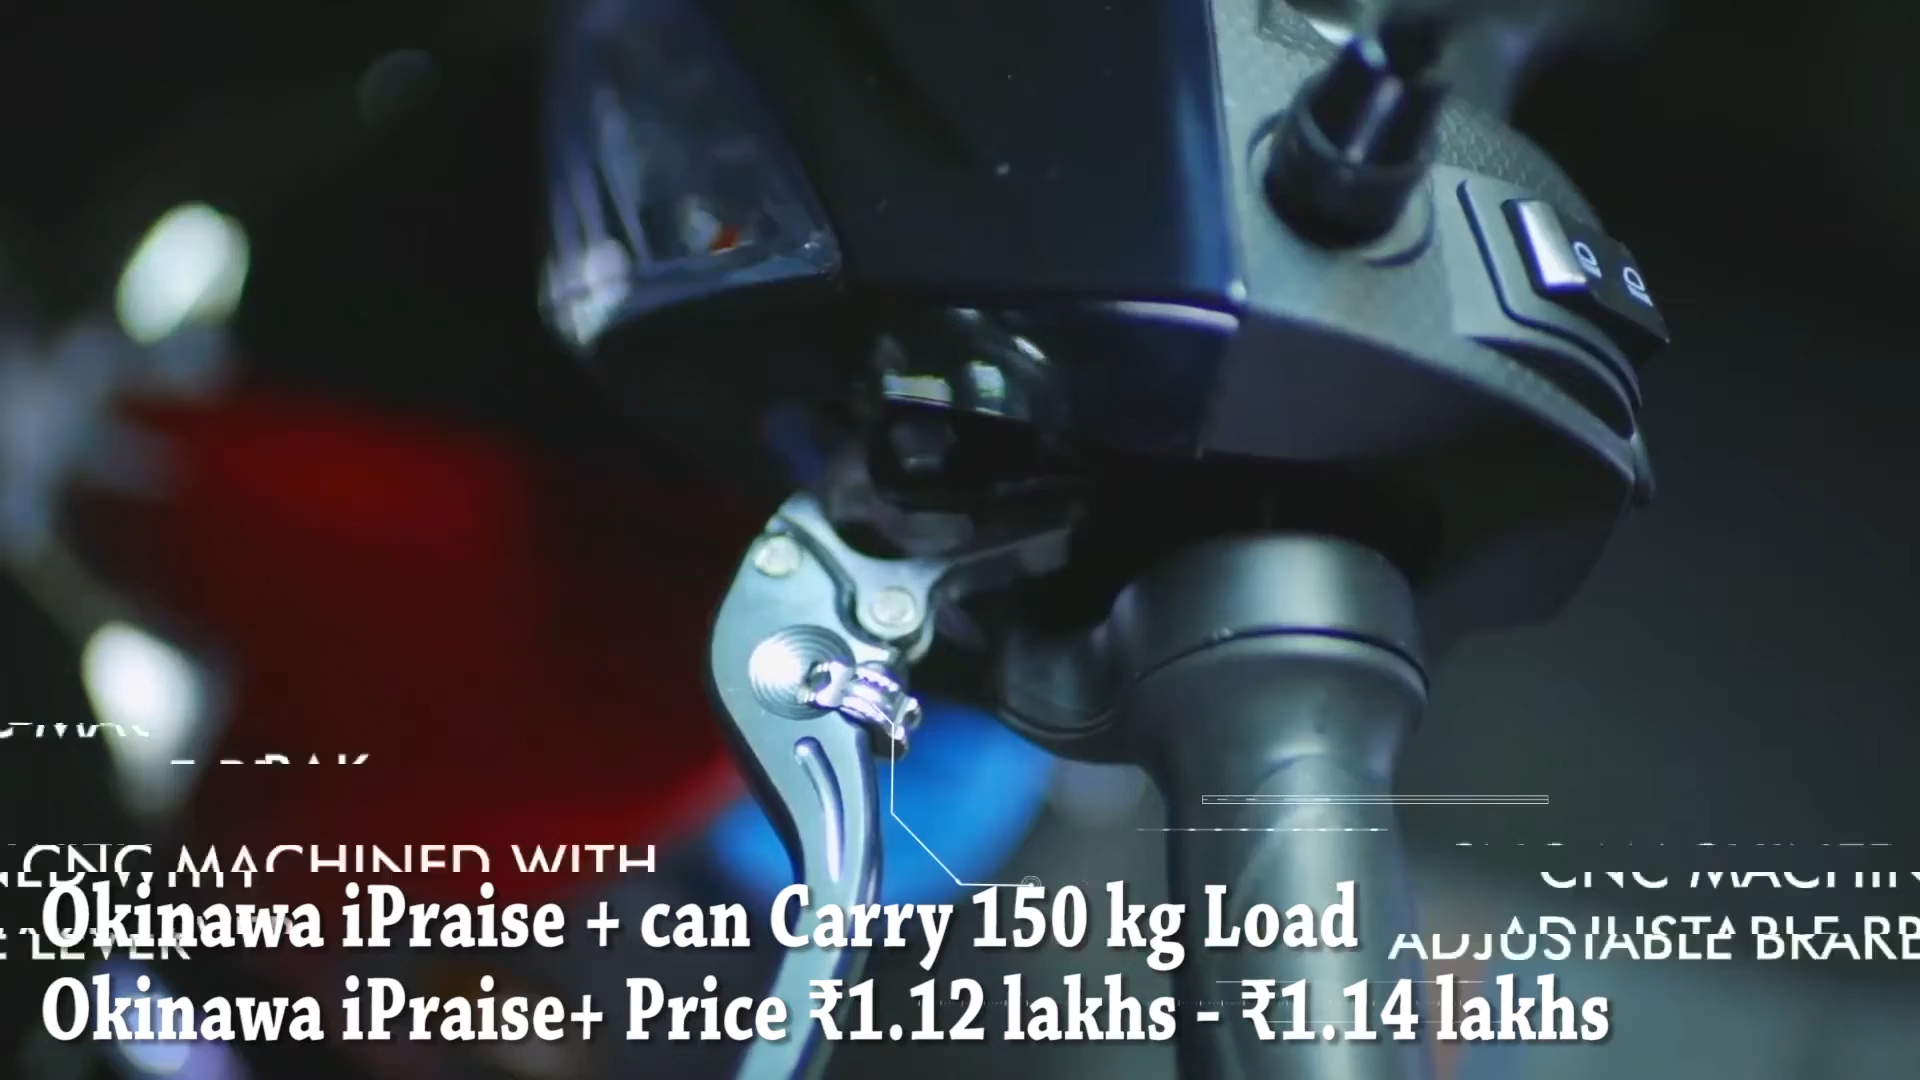 CNC MACHINED WITH
LEVER
Okinawa iPraise + can Carry 150 kg Load
ADJUSTABLE
Okinawa iPraise+ Price ₹1.12 lakhs - ₹1.14 lakhs